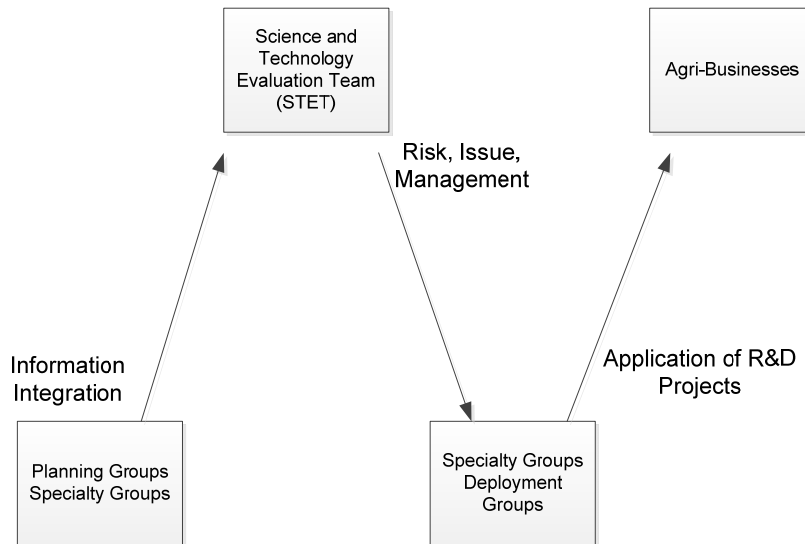 Science and
Technology
Evaluation Team
(STET)
Agri-Businesses
Risk, Issue,
Management
Information
Integration
Application of R&D
Projects
Planning Groups
Specialty Groups
Specialty Groups
Deployment
Groups